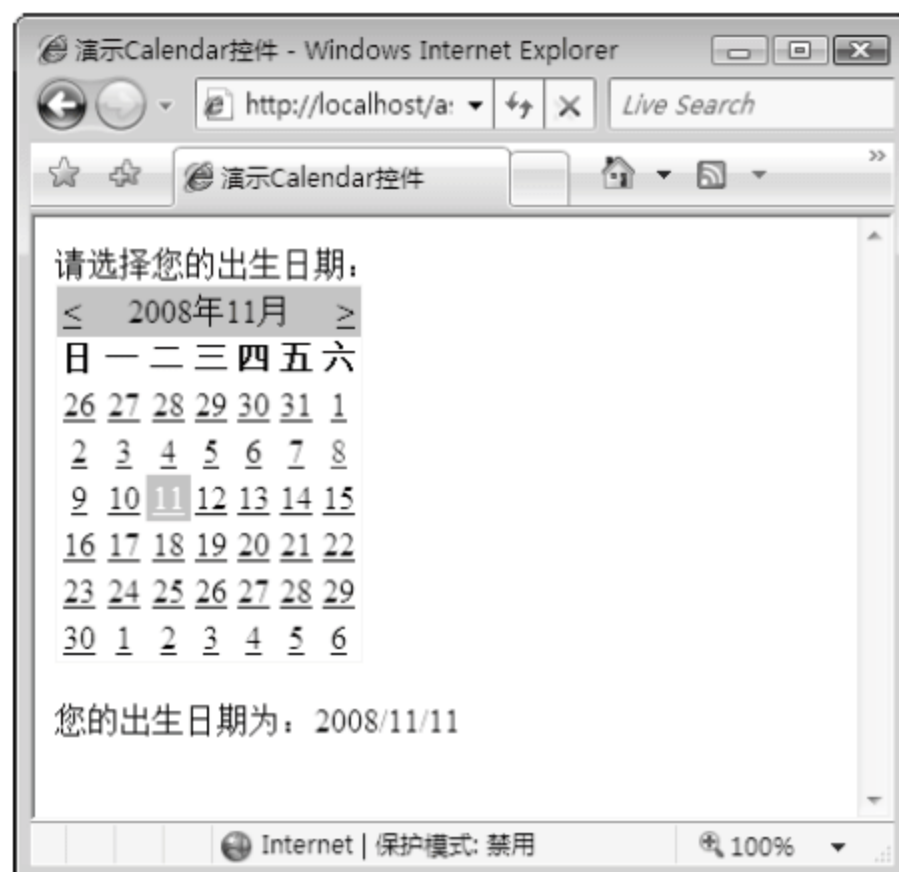 演示Calendar控件 - Windows Internet Explorer
http://localhost/a:
Live Search
演示Calendar控件
请选择您的出生日期：
< 2008年11月 >
日 一 二 三 四 五 六
26 27 28 29 30 31 1
2 3 4 5 6 7 8
9 10 11 12 13 14 15
16 17 18 19 20 21 22
23 24 25 26 27 28 29
30 1 2 3 4 5 6
您的出生日期为：2008/11/11
Internet | 保护模式: 禁用
100%